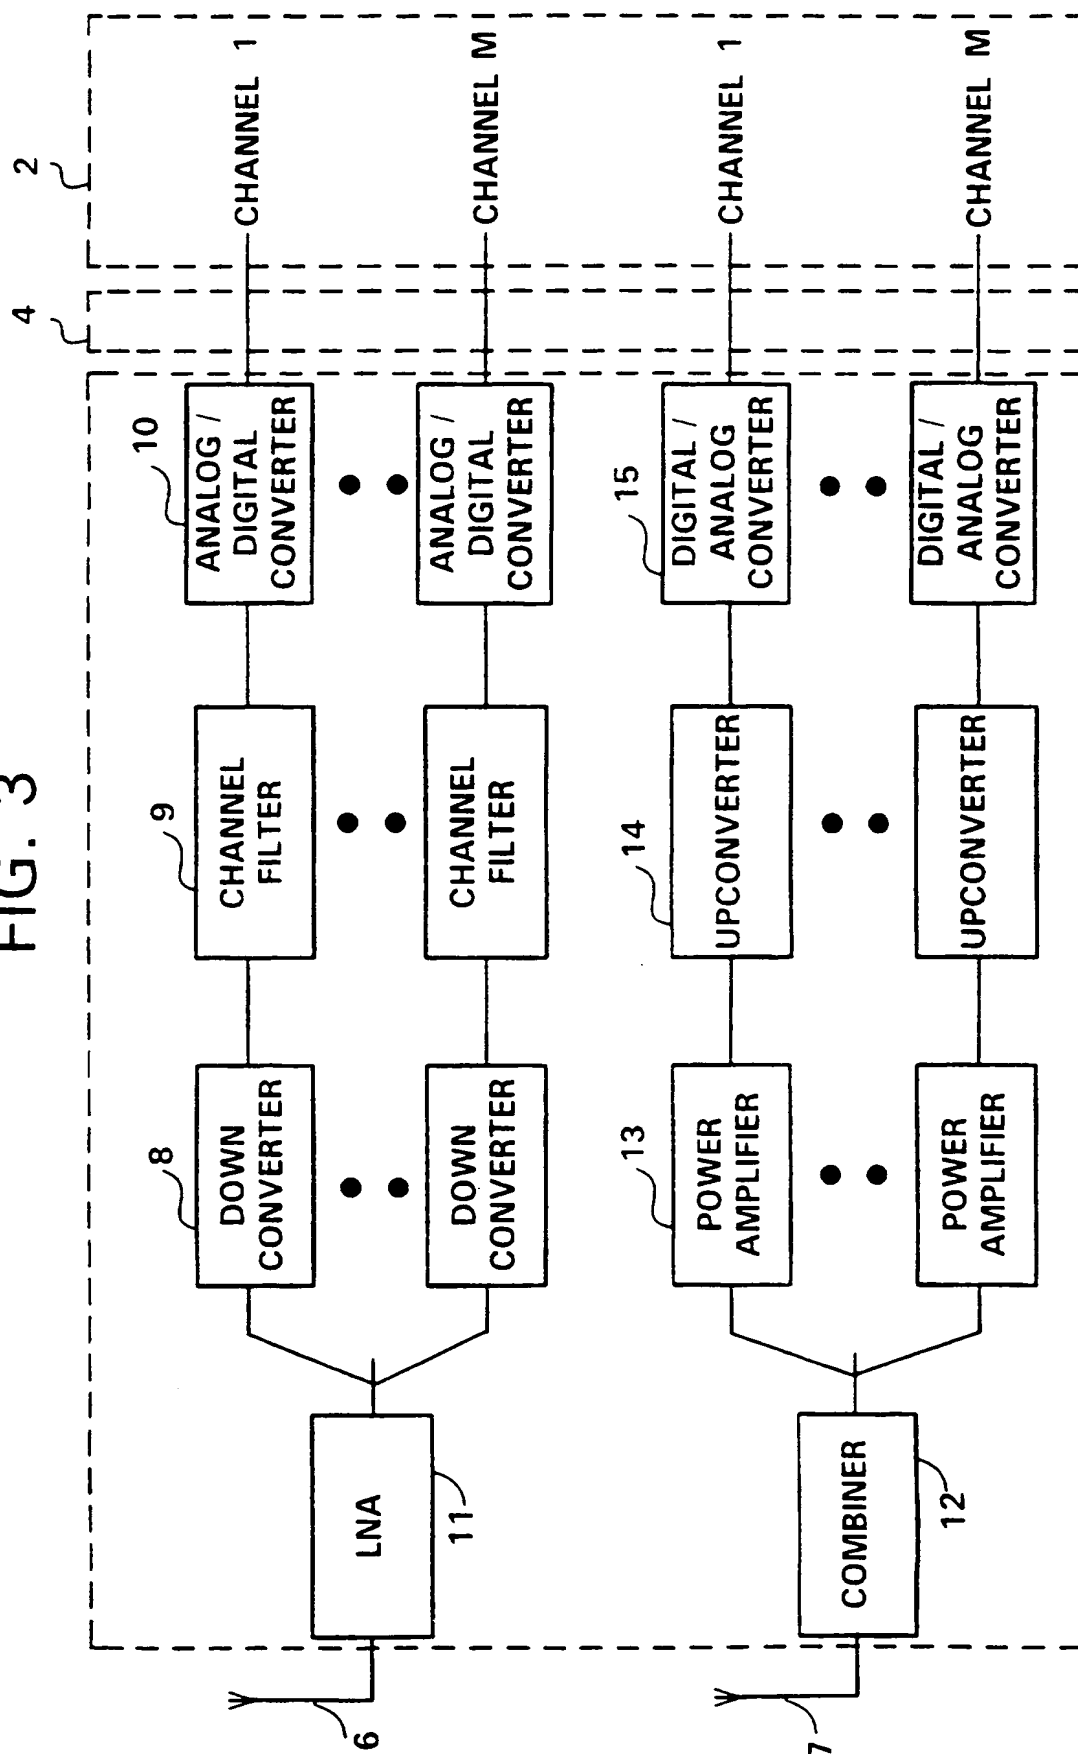 FIG. 3
2
4
6
LNA
11
8
DOWN
CONVERTER
9
CHANNEL
FILTER
10
ANALOG /
DIGITAL
CONVERTER
CHANNEL 1
DOWN
CONVERTER
CHANNEL
FILTER
ANALOG /
DIGITAL
CONVERTER
CHANNEL M
7
COMBINER
12
13
POWER
AMPLIFIER
14
UPCONVERTER
15
DIGITAL /
ANALOG
CONVERTER
CHANNEL 1
POWER
AMPLIFIER
UPCONVERTER
DIGITAL /
ANALOG
CONVERTER
CHANNEL M